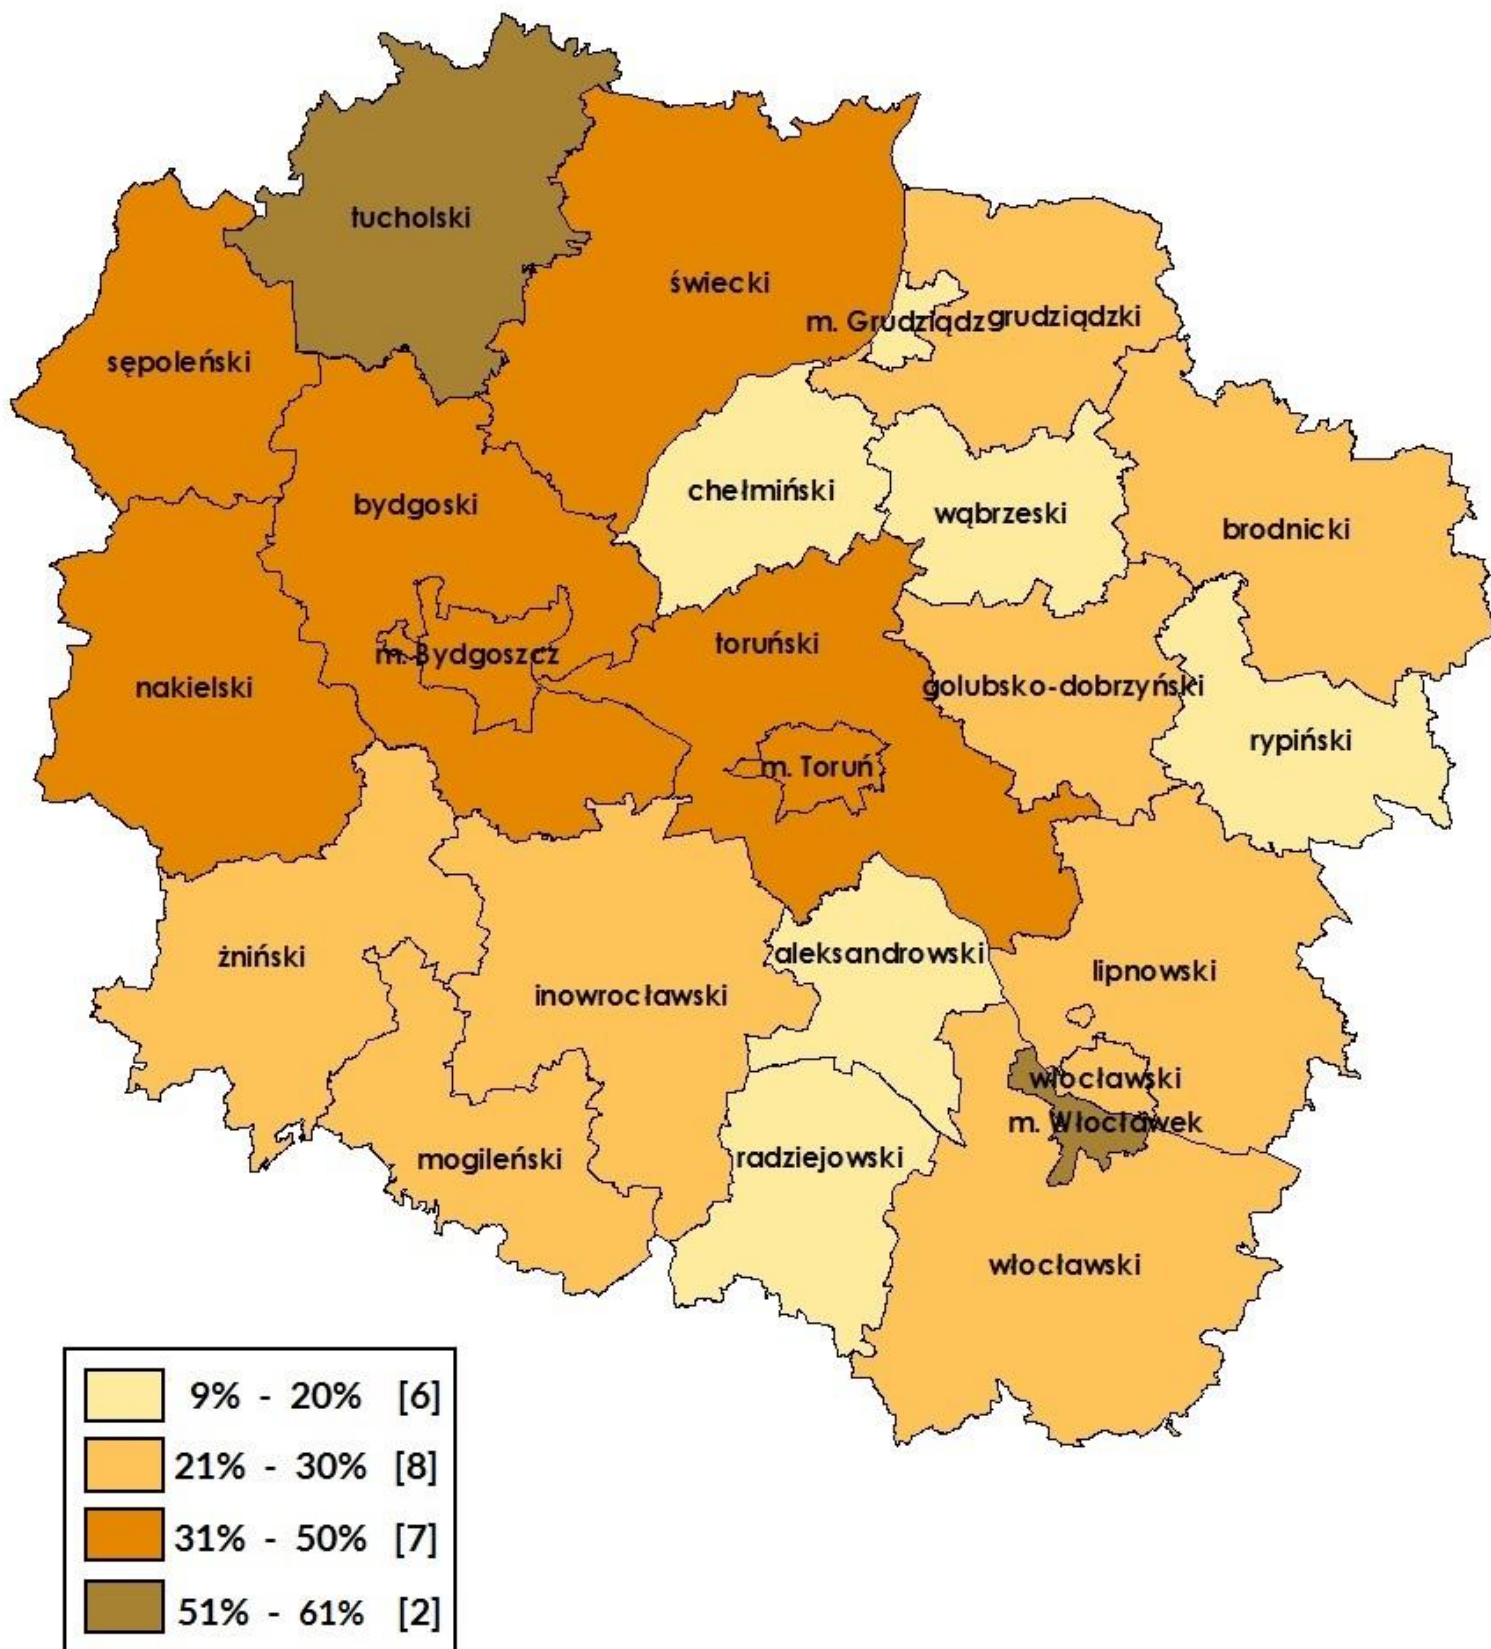 tucholski
świecki
m. Grudziądz
grudziądzki
sępoleński
chełmiński
bydgoski
wąbrzeski
brodnicki
m. Bydgoszcz
toruński
nakielski
golubsko-dobrzyński
rypiński
m. Toruń
żniński
aleksandrowski
lipnowski
inowrocławski
włocławski
m. Włocławek
mogileński
radziejowski
włocławski
9% - 20% [6]
21% - 30% [8]
31% - 50% [7]
51% - 61% [2]